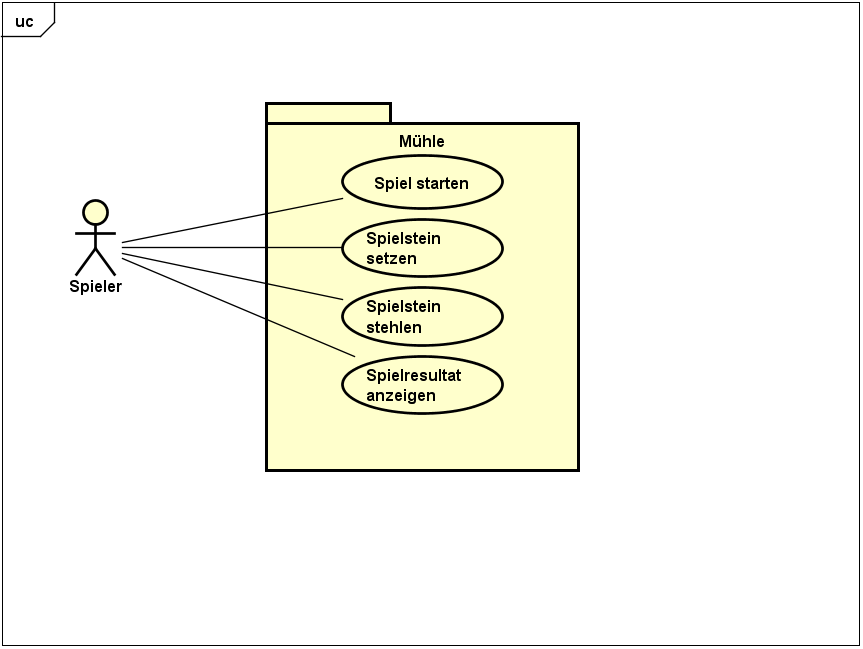 uc
Mühle
Spiel starten
Spielstein
setzen
Spielstein
stehlen
Spielresultat
anzeigen
Spieler